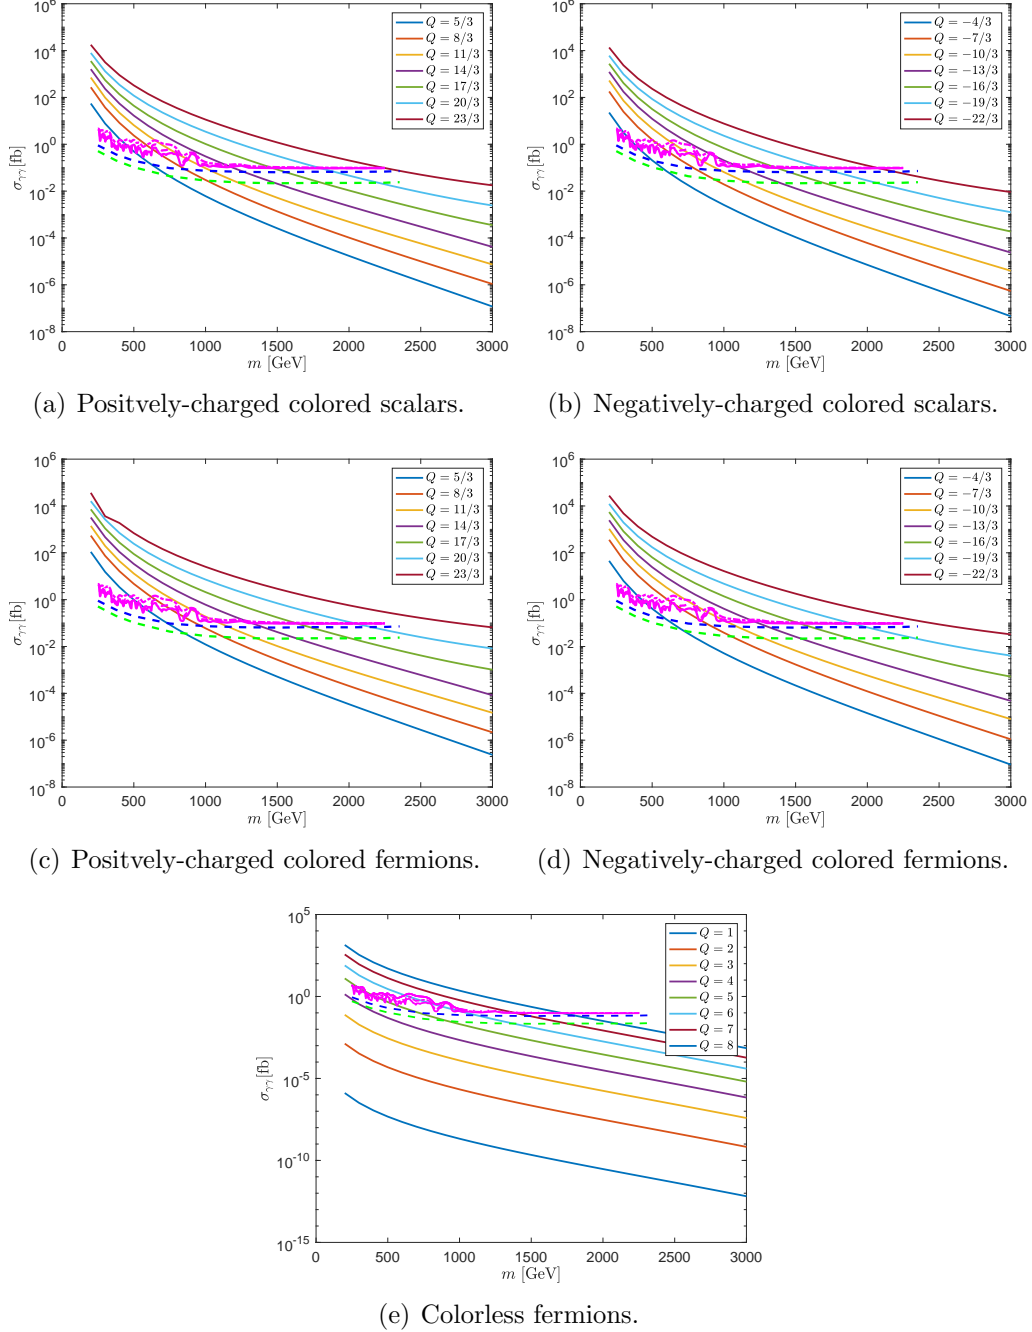 10^6
10^4
10^2
10^0
10^-2
10^-4
10^-6
10^-8
σγγ [fb]
0 500 1000 1500 2000 2500 3000
m [GeV]
Q = 5/3
Q = 8/3
Q = 11/3
Q = 14/3
Q = 17/3
Q = 20/3
Q = 23/3
(a) Positvely-charged colored scalars.
10^6
10^4
10^2
10^0
10^-2
10^-4
10^-6
10^-8
σγγ [fb]
0 500 1000 1500 2000 2500 3000
m [GeV]
Q = −4/3
Q = −7/3
Q = −10/3
Q = −13/3
Q = −16/3
Q = −19/3
Q = −22/3
(b) Negatively-charged colored scalars.
10^6
10^4
10^2
10^0
10^-2
10^-4
10^-6
10^-8
σγγ[fb]
0 500 1000 1500 2000 2500 3000
m [GeV]
Q = 5/3
Q = 8/3
Q = 11/3
Q = 14/3
Q = 17/3
Q = 20/3
Q = 23/3
(c) Positvely-charged colored fermions.
10^6
10^4
10^2
10^0
10^-2
10^-4
10^-6
10^-8
σγγ[fb]
0 500 1000 1500 2000 2500 3000
m [GeV]
Q = −4/3
Q = −7/3
Q = −10/3
Q = −13/3
Q = −16/3
Q = −19/3
Q = −22/3
(d) Negatively-charged colored fermions.
10^5
10^0
10^-5
10^-10
10^-15
σγγ[fb]
0 500 1000 1500 2000 2500 3000
m [GeV]
Q = 1
Q = 2
Q = 3
Q = 4
Q = 5
Q = 6
Q = 7
Q = 8
(e) Colorless fermions.